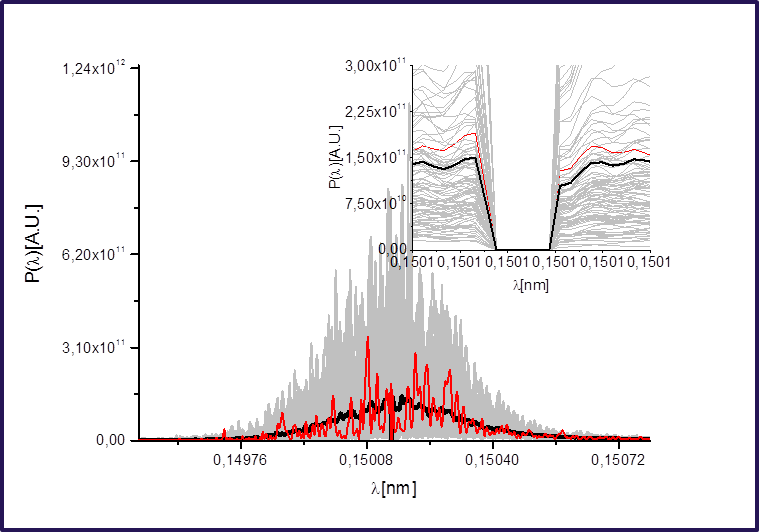 1,24x10¹²
9,30x10¹¹
6,20x10¹¹
3,10x10¹¹
0,00
P(λ)[A.U.]
0,14976 0,15008 0,15040 0,15072
λ[nm]
3,00x10¹¹
2,25x10¹¹
1,50x10¹¹
7,50x10¹⁰
0,00
P(λ)[A.U.]
0,1501 0,1501 0,1501 0,1501 0,1501 0,1501
λ[nm]